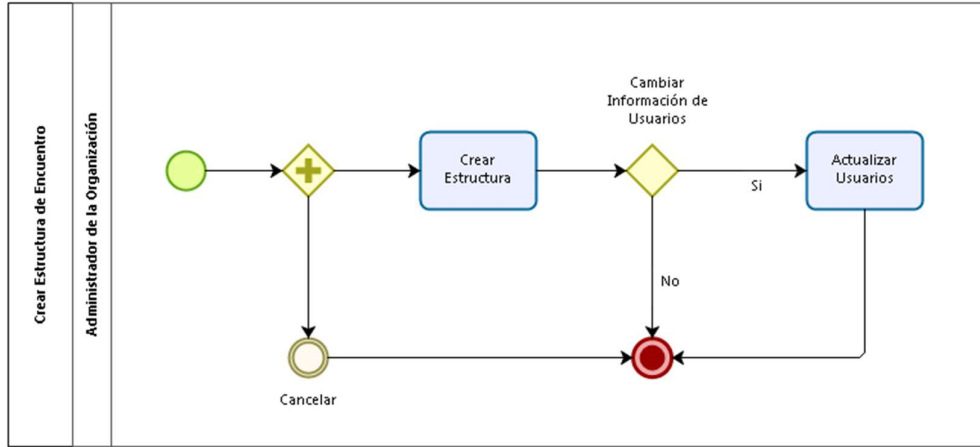 Crear Estructura de Encuentro
Administrador de la Organización
Crear
Estructura
Cambiar
Información de
Usuarios
Si
Actualizar
Usuarios
No
Cancelar